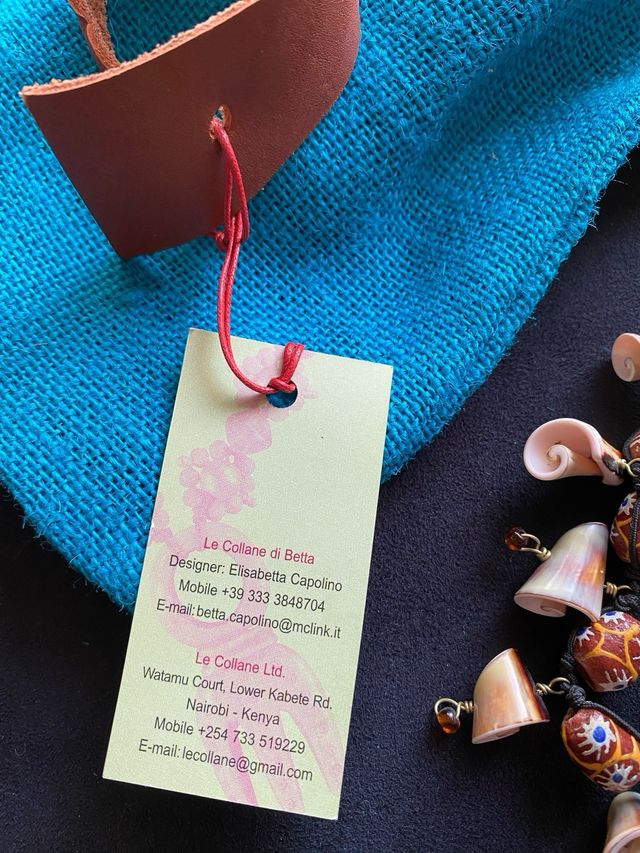 Le Collane di Betta
Designer: Elisabetta Capolino
Mobile +39 333 3848704
E-mail: betta.capolino@mclink.it
Le Collane Ltd.
Watamu Court, Lower Kabete Rd.
Nairobi - Kenya
Mobile +254 733 519229
E-mail: lecollane@gmail.com